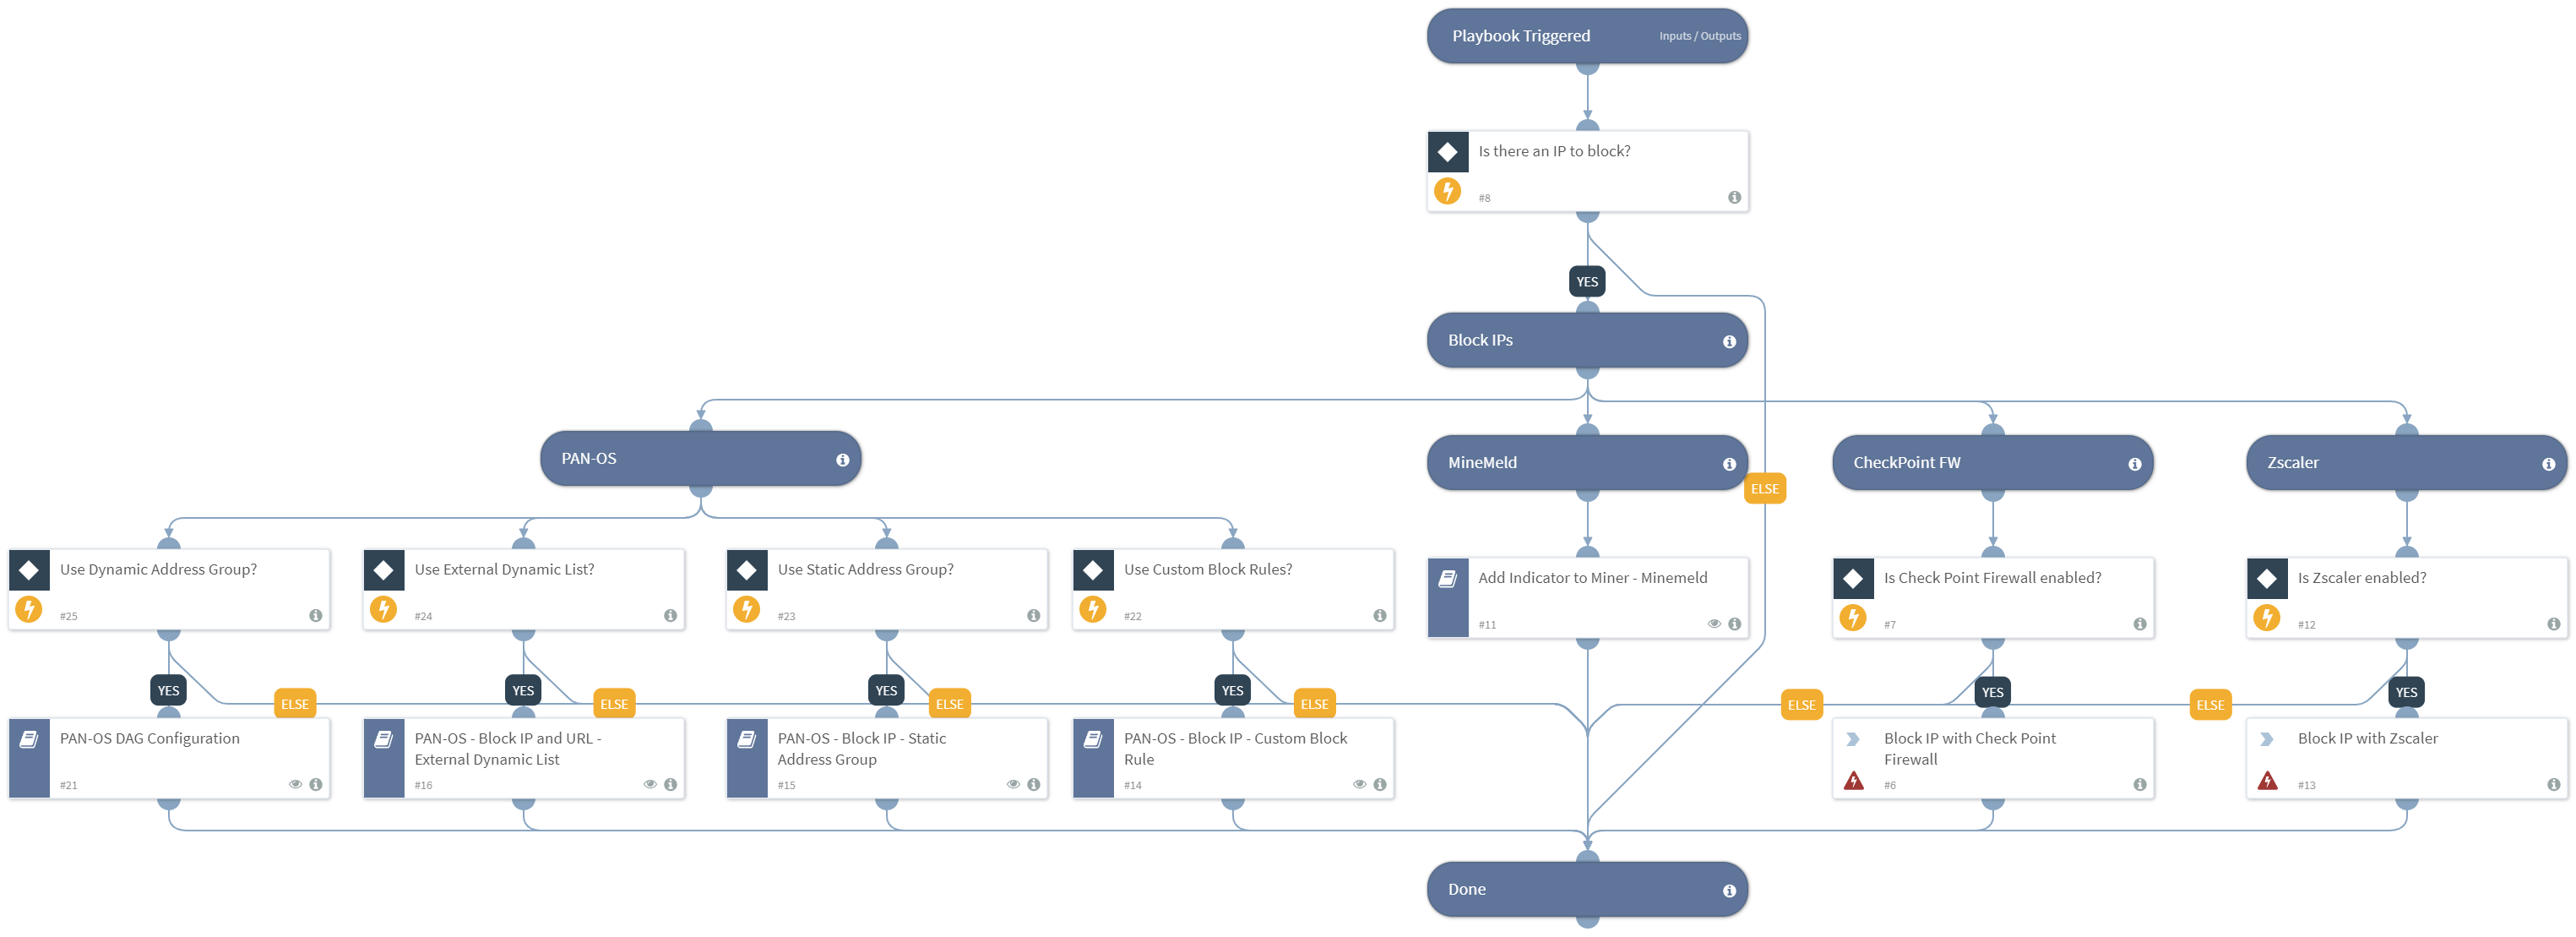 Playbook Triggered
Inputs / Outputs
Is there an IP to block?
#8
YES
Block IPs
PAN-OS
MineMeld
CheckPoint FW
Zscaler
ELSE
Use Dynamic Address Group?
#25
Use External Dynamic List?
#24
Use Static Address Group?
#23
Use Custom Block Rules?
#22
Add Indicator to Miner - Minemeld
#11
Is Check Point Firewall enabled?
#7
Is Zscaler enabled?
#12
YES
ELSE
YES
ELSE
YES
ELSE
YES
ELSE
ELSE
YES
ELSE
YES
PAN-OS DAG Configuration
#21
PAN-OS - Block IP and URL -
External Dynamic List
#16
PAN-OS - Block IP - Static
Address Group
#15
PAN-OS - Block IP - Custom Block
Rule
#14
Block IP with Check Point
Firewall
#6
Block IP with Zscaler
#13
Done